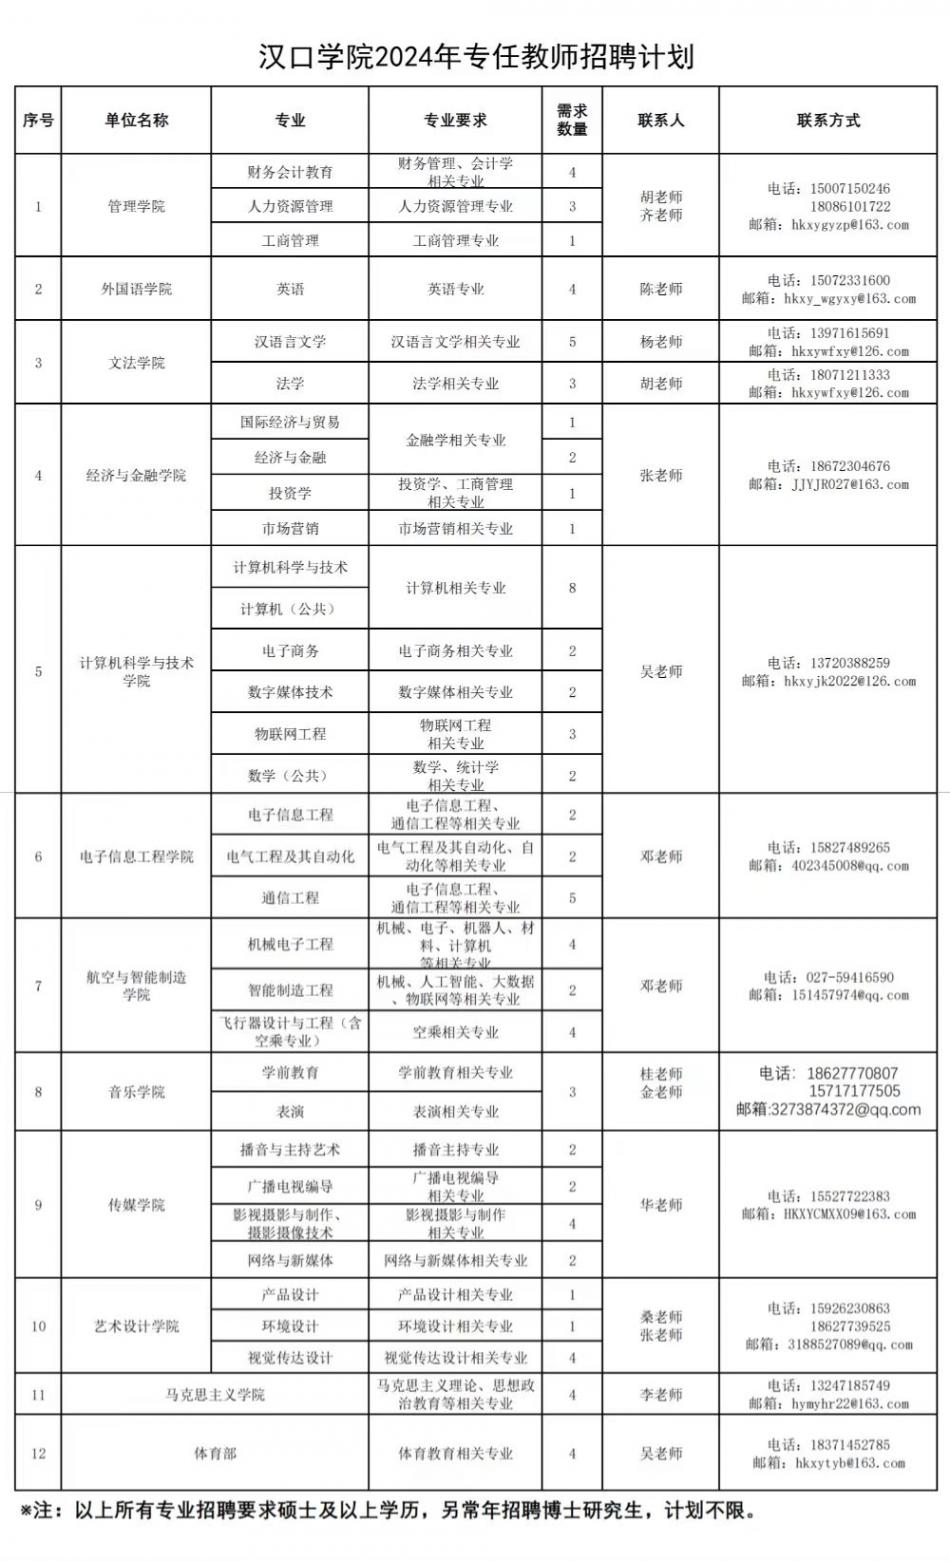 汉口学院2024年专任教师招聘计划
序号 单位名称 专业 专业要求 需求数量 联系人 联系方式
1 管理学院 财务会计教育 财务管理、会计学相关专业 4 胡老师 齐老师 电话：15007150246 18086101722 邮箱：hkxygyzp@163.com
人力资源管理 人力资源管理专业 3
工商管理 工商管理专业 1
2 外国语学院 英语 英语专业 4 陈老师 电话：15072331600 邮箱：hkxy_wgyxy@163.com
3 文法学院 汉语言文学 汉语言文学相关专业 5 杨老师 电话：13971615691 邮箱：hkxywfxy@126.com
法学 法学相关专业 3 胡老师 电话：18071211333 邮箱：hkxywfxy@126.com
4 经济与金融学院 国际经济与贸易 金融学相关专业 1 张老师 电话：18672304676 邮箱：JJYJR027@163.com
经济与金融 2
投资学 投资学、工商管理相关专业 1
市场营销 市场营销相关专业 1
5 计算机科学与技术学院 计算机科学与技术 计算机相关专业 8 吴老师 电话：13720388259 邮箱：hkxyjk2022@126.com
计算机（公共）
电子商务 电子商务相关专业 2
数字媒体技术 数字媒体相关专业 2
物联网工程 物联网工程相关专业 3
数学（公共） 数学、统计学相关专业 2
6 电子信息工程学院 电子信息工程 电子信息工程、通信工程等相关专业 2 邓老师 电话：15827489265 邮箱：402345008@qq.com
电气工程及其自动化 电气工程及其自动化、自动化等相关专业 2
通信工程 电子信息工程、通信工程等相关专业 5
7 航空与智能制造学院 机械电子工程 机械、电子、机器人、材料、计算机等相关专业 4 邓老师 电话：027-59416590 邮箱：151457974@qq.com
智能制造工程 机械、人工智能、大数据、物联网等相关专业 2
飞行器设计与工程（含空乘专业） 空乘相关专业 4
8 音乐学院 学前教育 学前教育相关专业 3 桂老师 金老师 电话：18627770807 15717177505 邮箱:3273874372@qq.com
表演 表演相关专业
9 传媒学院 播音与主持艺术 播音主持专业 2 华老师 电话：15527722383 邮箱：HKXYCMXX09@163.com
广播电视编导 广播电视编导相关专业 2
影视摄影与制作、摄影摄像技术 影视摄影与制作相关专业 4
网络与新媒体 网络与新媒体相关专业 2
10 艺术设计学院 产品设计 产品设计相关专业 1 桑老师 张老师 电话：15926230863 18627739525 邮箱：3188527089@qq.com
环境设计 环境设计相关专业 1
视觉传达设计 视觉传达设计相关专业 4
11 马克思主义学院 马克思主义理论、思想政治教育等相关专业 4 李老师 电话：13247185749 邮箱：hymyhr22@163.com
12 体育部 体育教育相关专业 4 吴老师 电话：18371452785 邮箱：hkxytyb@163.com
※注：以上所有专业招聘要求硕士及以上学历，另常年招聘博士研究生，计划不限。